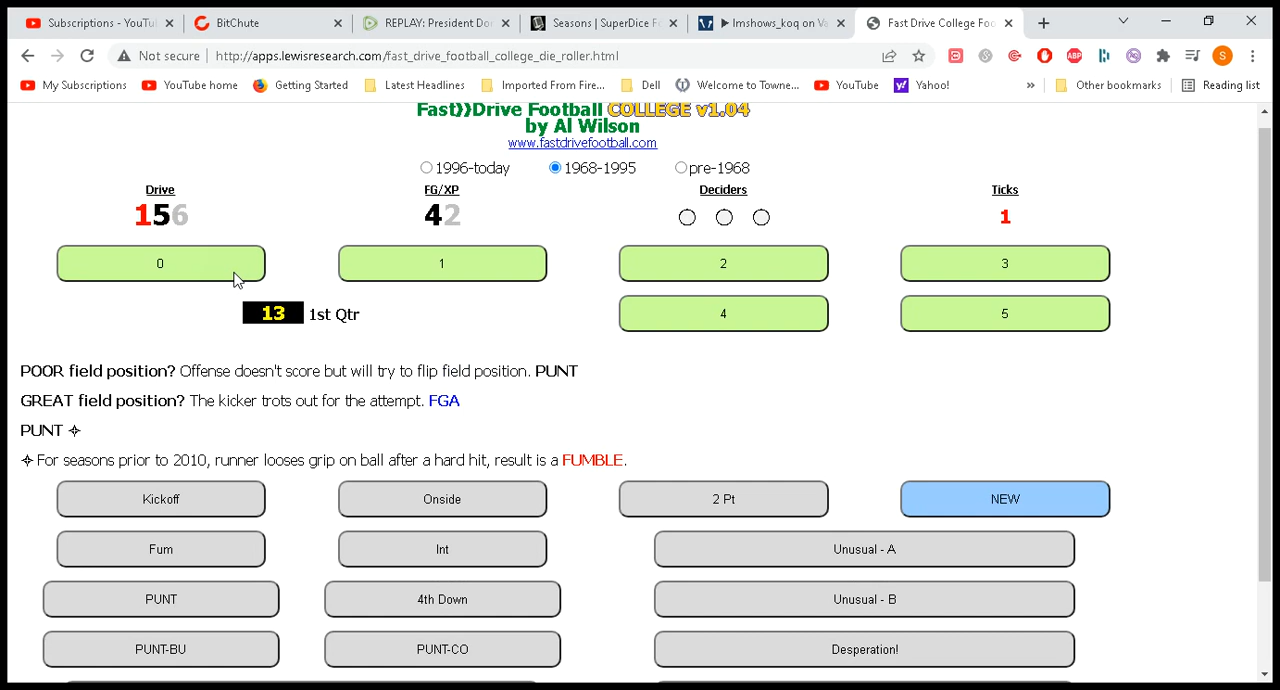 Subscriptions - YouTu
BitChute
REPLAY: President Dor
Seasons | SuperDice Fo
▶ Imshows_koq on Va
Fast Drive College Foo
Not secure | http://apps.lewisresearch.com/fast_drive_football_college_die_roller.html
S
My Subscriptions
YouTube home
Getting Started
Latest Headlines
Imported From Fire...
Dell
Welcome to Towne...
YouTube
Yahoo!
»
Other bookmarks
Reading list
Fast))Drive Football COLLEGE v1.04
by Al Wilson
www.fastdrivefootball.com
1996-today 1968-1995 pre-1968
Drive FG/XP Deciders Ticks
156 42 1
0 1 2 3
13 1st Qtr 4 5
POOR field position? Offense doesn't score but will try to flip field position. PUNT
GREAT field position? The kicker trots out for the attempt. FGA
PUNT ⟡
⟡ For seasons prior to 2010, runner looses grip on ball after a hard hit, result is a FUMBLE.
Kickoff Onside 2 Pt NEW
Fum Int Unusual - A
PUNT 4th Down Unusual - B
PUNT-BU PUNT-CO Desperation!